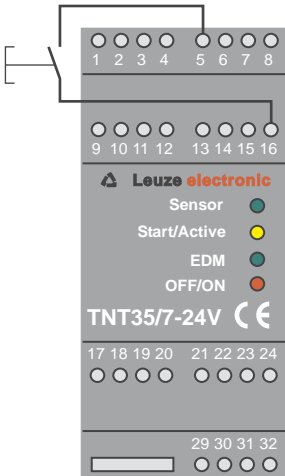 1 2 3 4 5 6 7 8
9 10 11 12 13 14 15 16
Leuze electronic
Sensor
Start/Active
EDM
OFF/ON
TNT35/7-24V CE
17 18 19 20 21 22 23 24
29 30 31 32